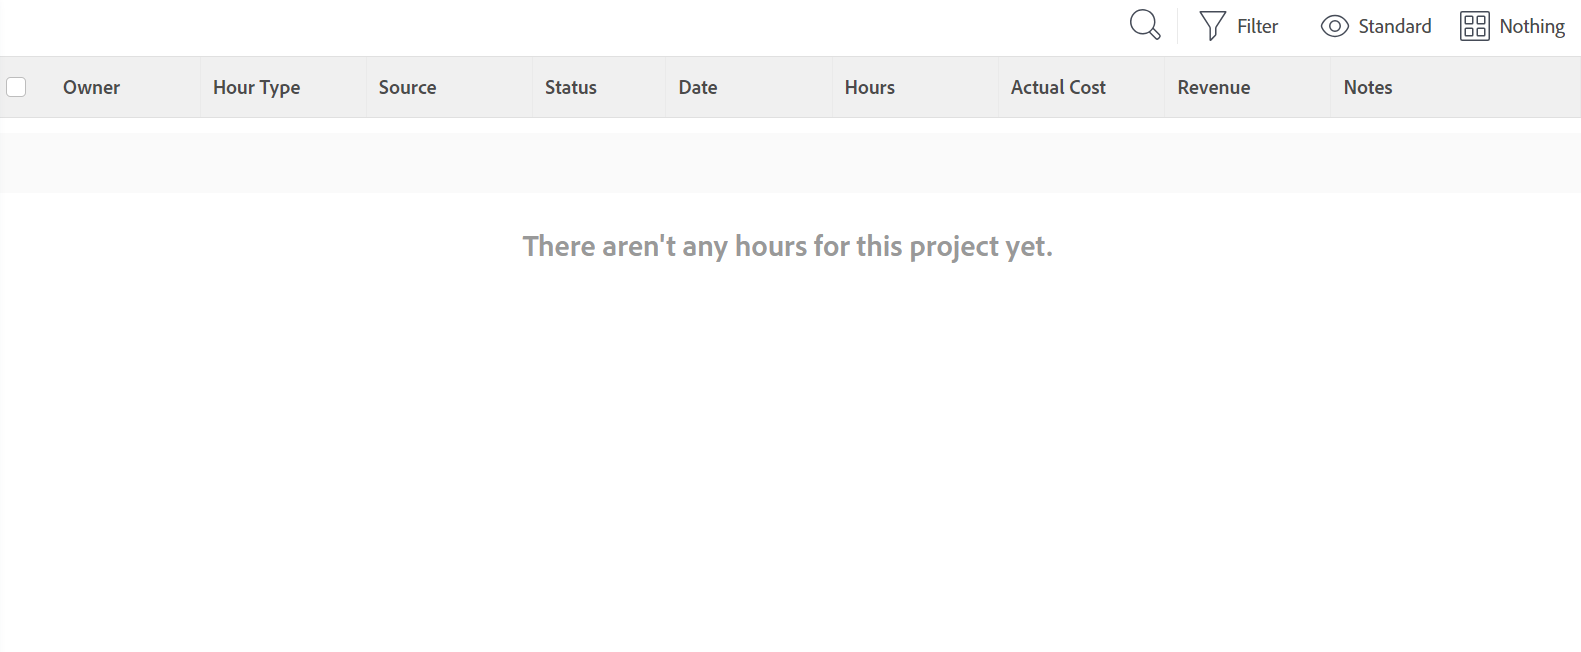 Filter Standard Nothing
Owner Hour Type Source Status Date Hours Actual Cost Revenue Notes
There aren't any hours for this project yet.